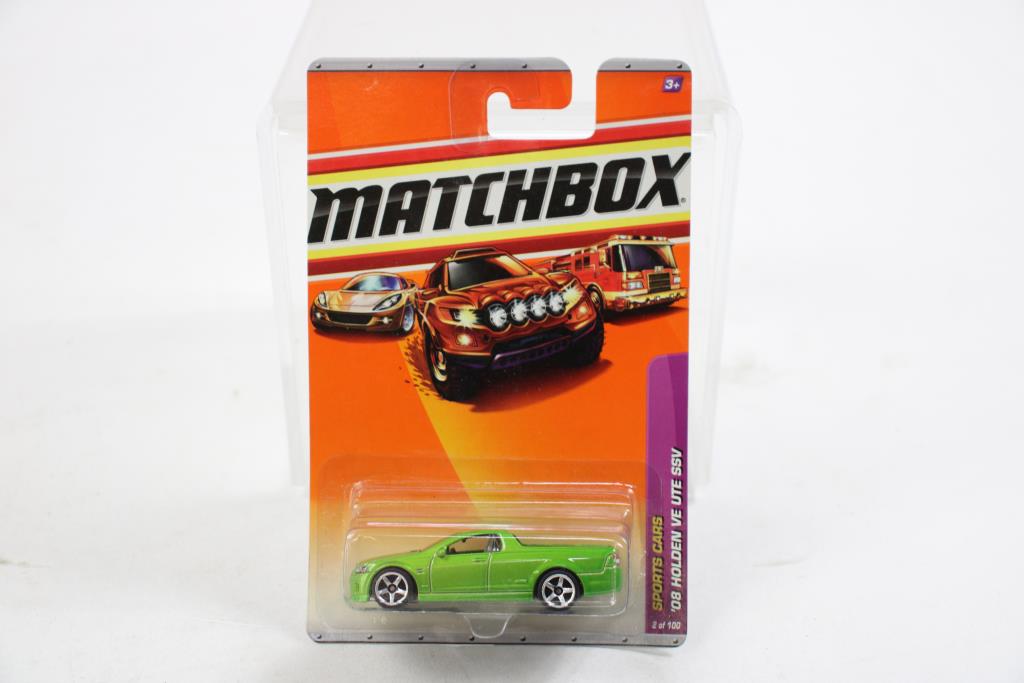 3+
MATCHBOX®
SPORTS CARS
'08 HOLDEN VE UTE SSV
2 of 100